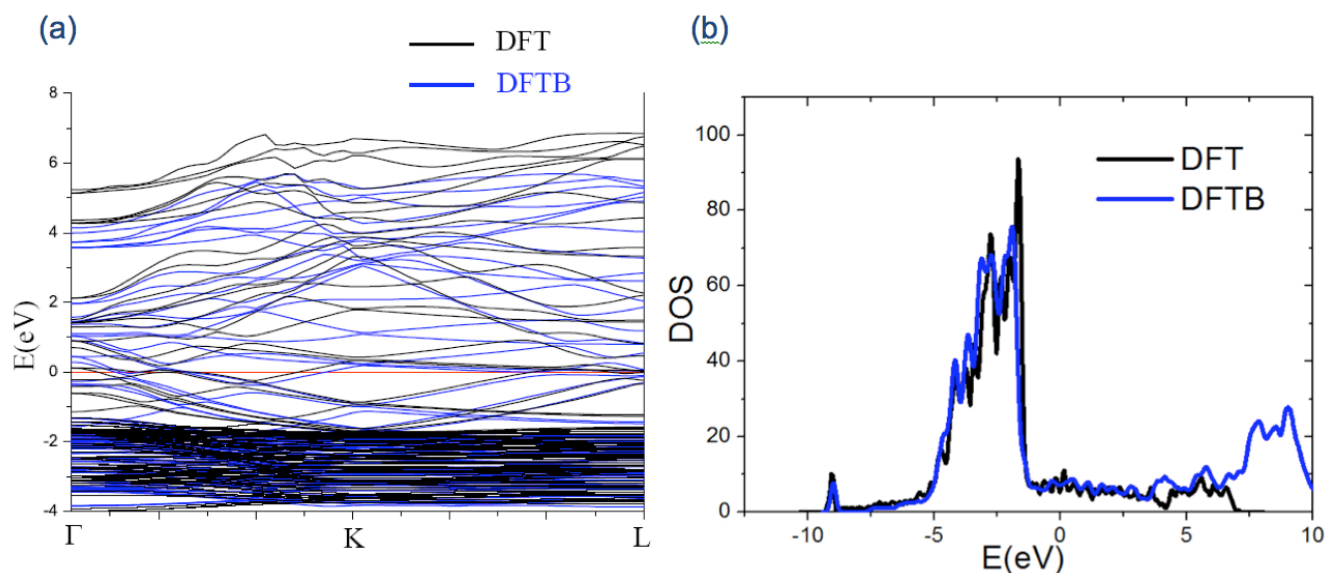 (a)
DFT
DFTB
8
6
4
2
0
-2
-4
E(eV)
Γ K L
(b)
DFT
DFTB
100
80
60
40
20
0
DOS
-10 -5 0 5 10
E(eV)